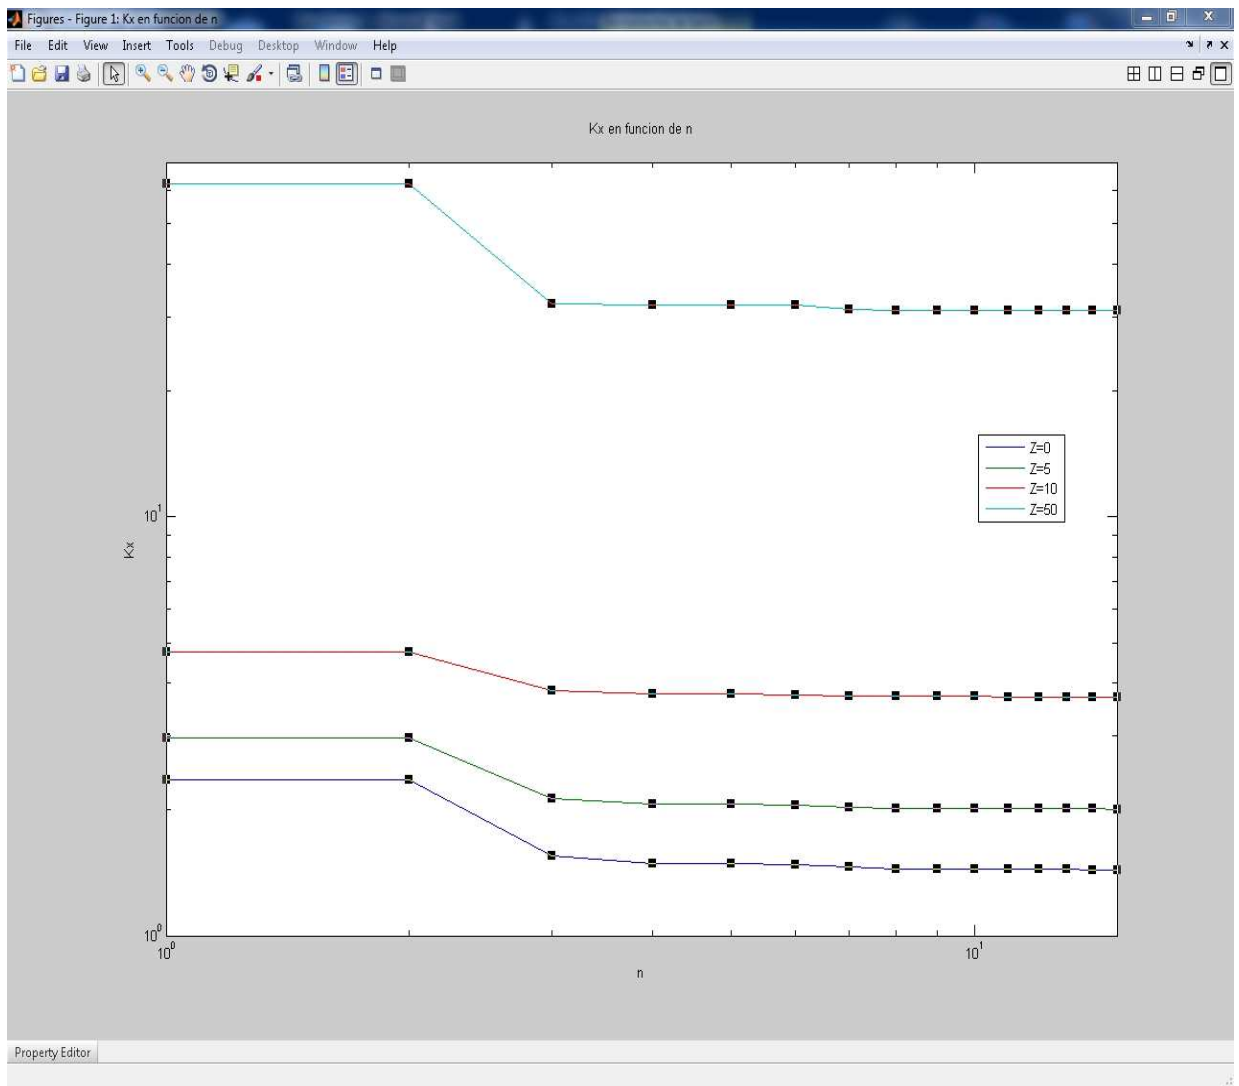 Figures - Figure 1: Kx en funcion de n
File Edit View Insert Tools Debug Desktop Window Help
Kx en funcion de n
Z=0
Z=5
Z=10
Z=50
10^1
Kx
10^0
10^0
10^1
n
Property Editor